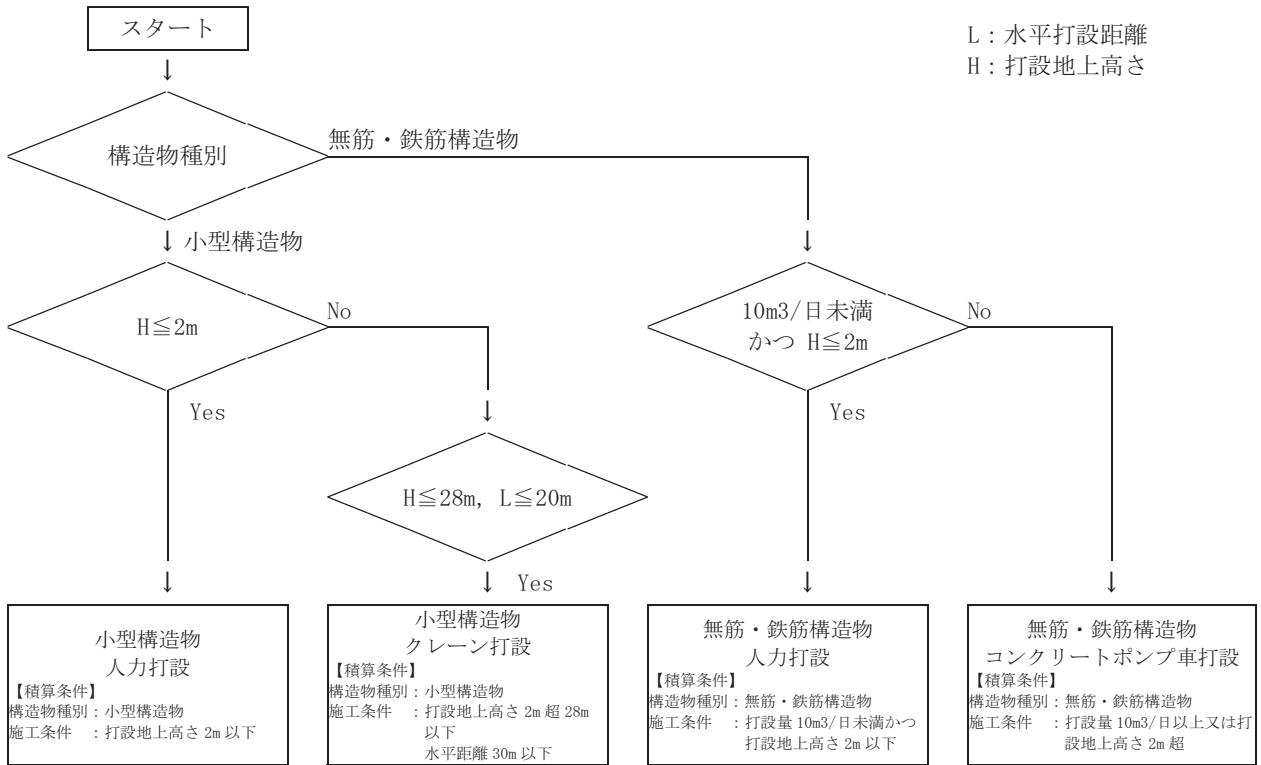 スタート
L：水平打設距離
H：打設地上高さ
↓
構造物種別
無筋・鉄筋構造物
↓ 小型構造物
↓
H≦2m
No
10m3/日未満
かつ H≦2m
No
Yes
↓
Yes
H≦28m, L≦20m
↓
↓ Yes
↓
↓
小型構造物
人力打設
【積算条件】
構造物種別：小型構造物
施工条件　：打設地上高さ 2m 以下
小型構造物
クレーン打設
【積算条件】
構造物種別：小型構造物
施工条件　：打設地上高さ 2m 超 28m
以下
水平距離 30m 以下
無筋・鉄筋構造物
人力打設
【積算条件】
構造物種別：無筋・鉄筋構造物
施工条件　：打設量 10m3/日未満かつ
打設地上高さ 2m 以下
無筋・鉄筋構造物
コンクリートポンプ車打設
【積算条件】
構造物種別：無筋・鉄筋構造物
施工条件　：打設量 10m3/日以上又は打
設地上高さ 2m 超